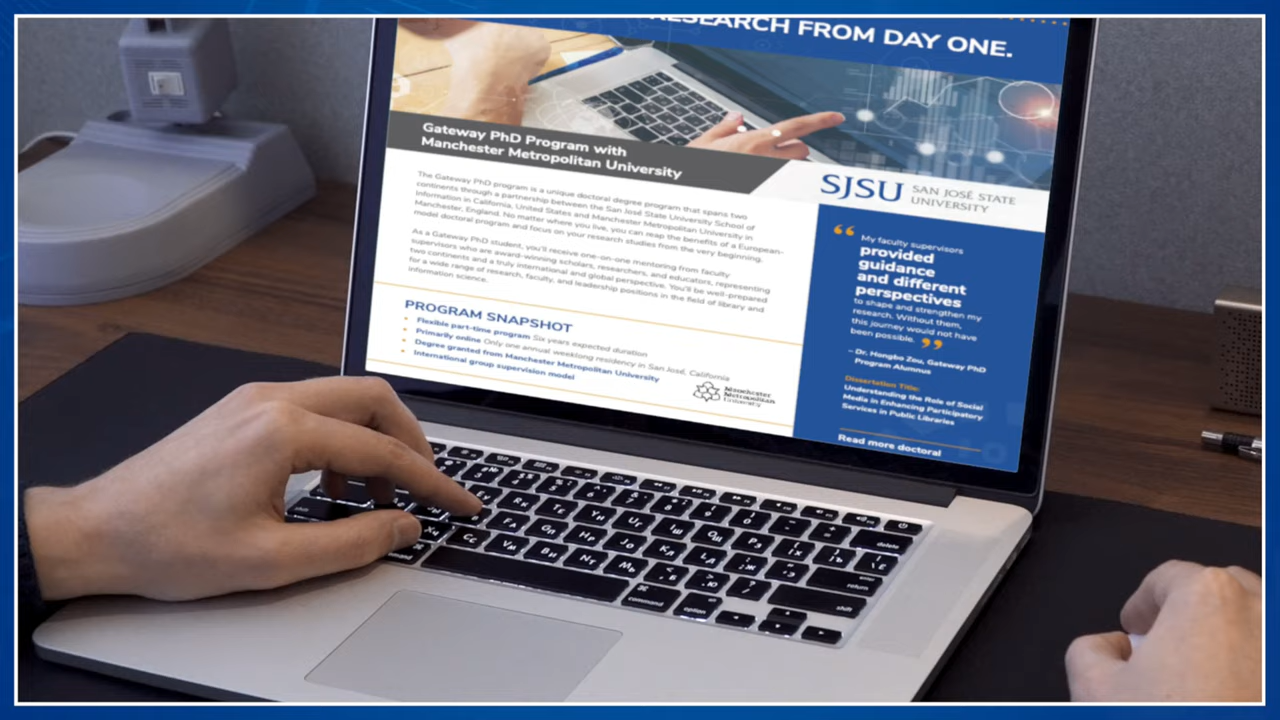 RESEARCH FROM DAY ONE.
Gateway PhD Program with
Manchester Metropolitan University
The Gateway PhD program is a unique doctoral degree program that spans two
continents through a partnership between the San José State University School of
Information in California, United States and Manchester Metropolitan University in
Manchester, England. No matter where you live, you can reap the benefits of a European-
model doctoral program and focus on your research studies from the very beginning.
As a Gateway PhD student, you'll receive one-on-one mentoring from faculty
supervisors who are award-winning scholars, researchers, and educators, representing
two continents and a truly international and global perspective. You'll be well-prepared
for a wide range of research, faculty, and leadership positions in the field of library and
information science.
PROGRAM SNAPSHOT
• Flexible part-time program Six years expected duration
• Primarily online Only one annual weeklong residency in San José, California
• Degree granted from Manchester Metropolitan University
• International group supervision model
Manchester
Metropolitan
University
SJSU SAN JOSÉ STATE
UNIVERSITY
“ My faculty supervisors
provided
guidance
and different
perspectives
to shape and strengthen my
research. Without them,
this journey would not have
been possible. ”
– Dr. Hangbo Zou, Gateway PhD
Program Alumnus
Dissertation Title:
Understanding the Role of Social
Media in Enhancing Participatory
Services in Public Libraries
Read more doctoral
delete
return
shift
command
option